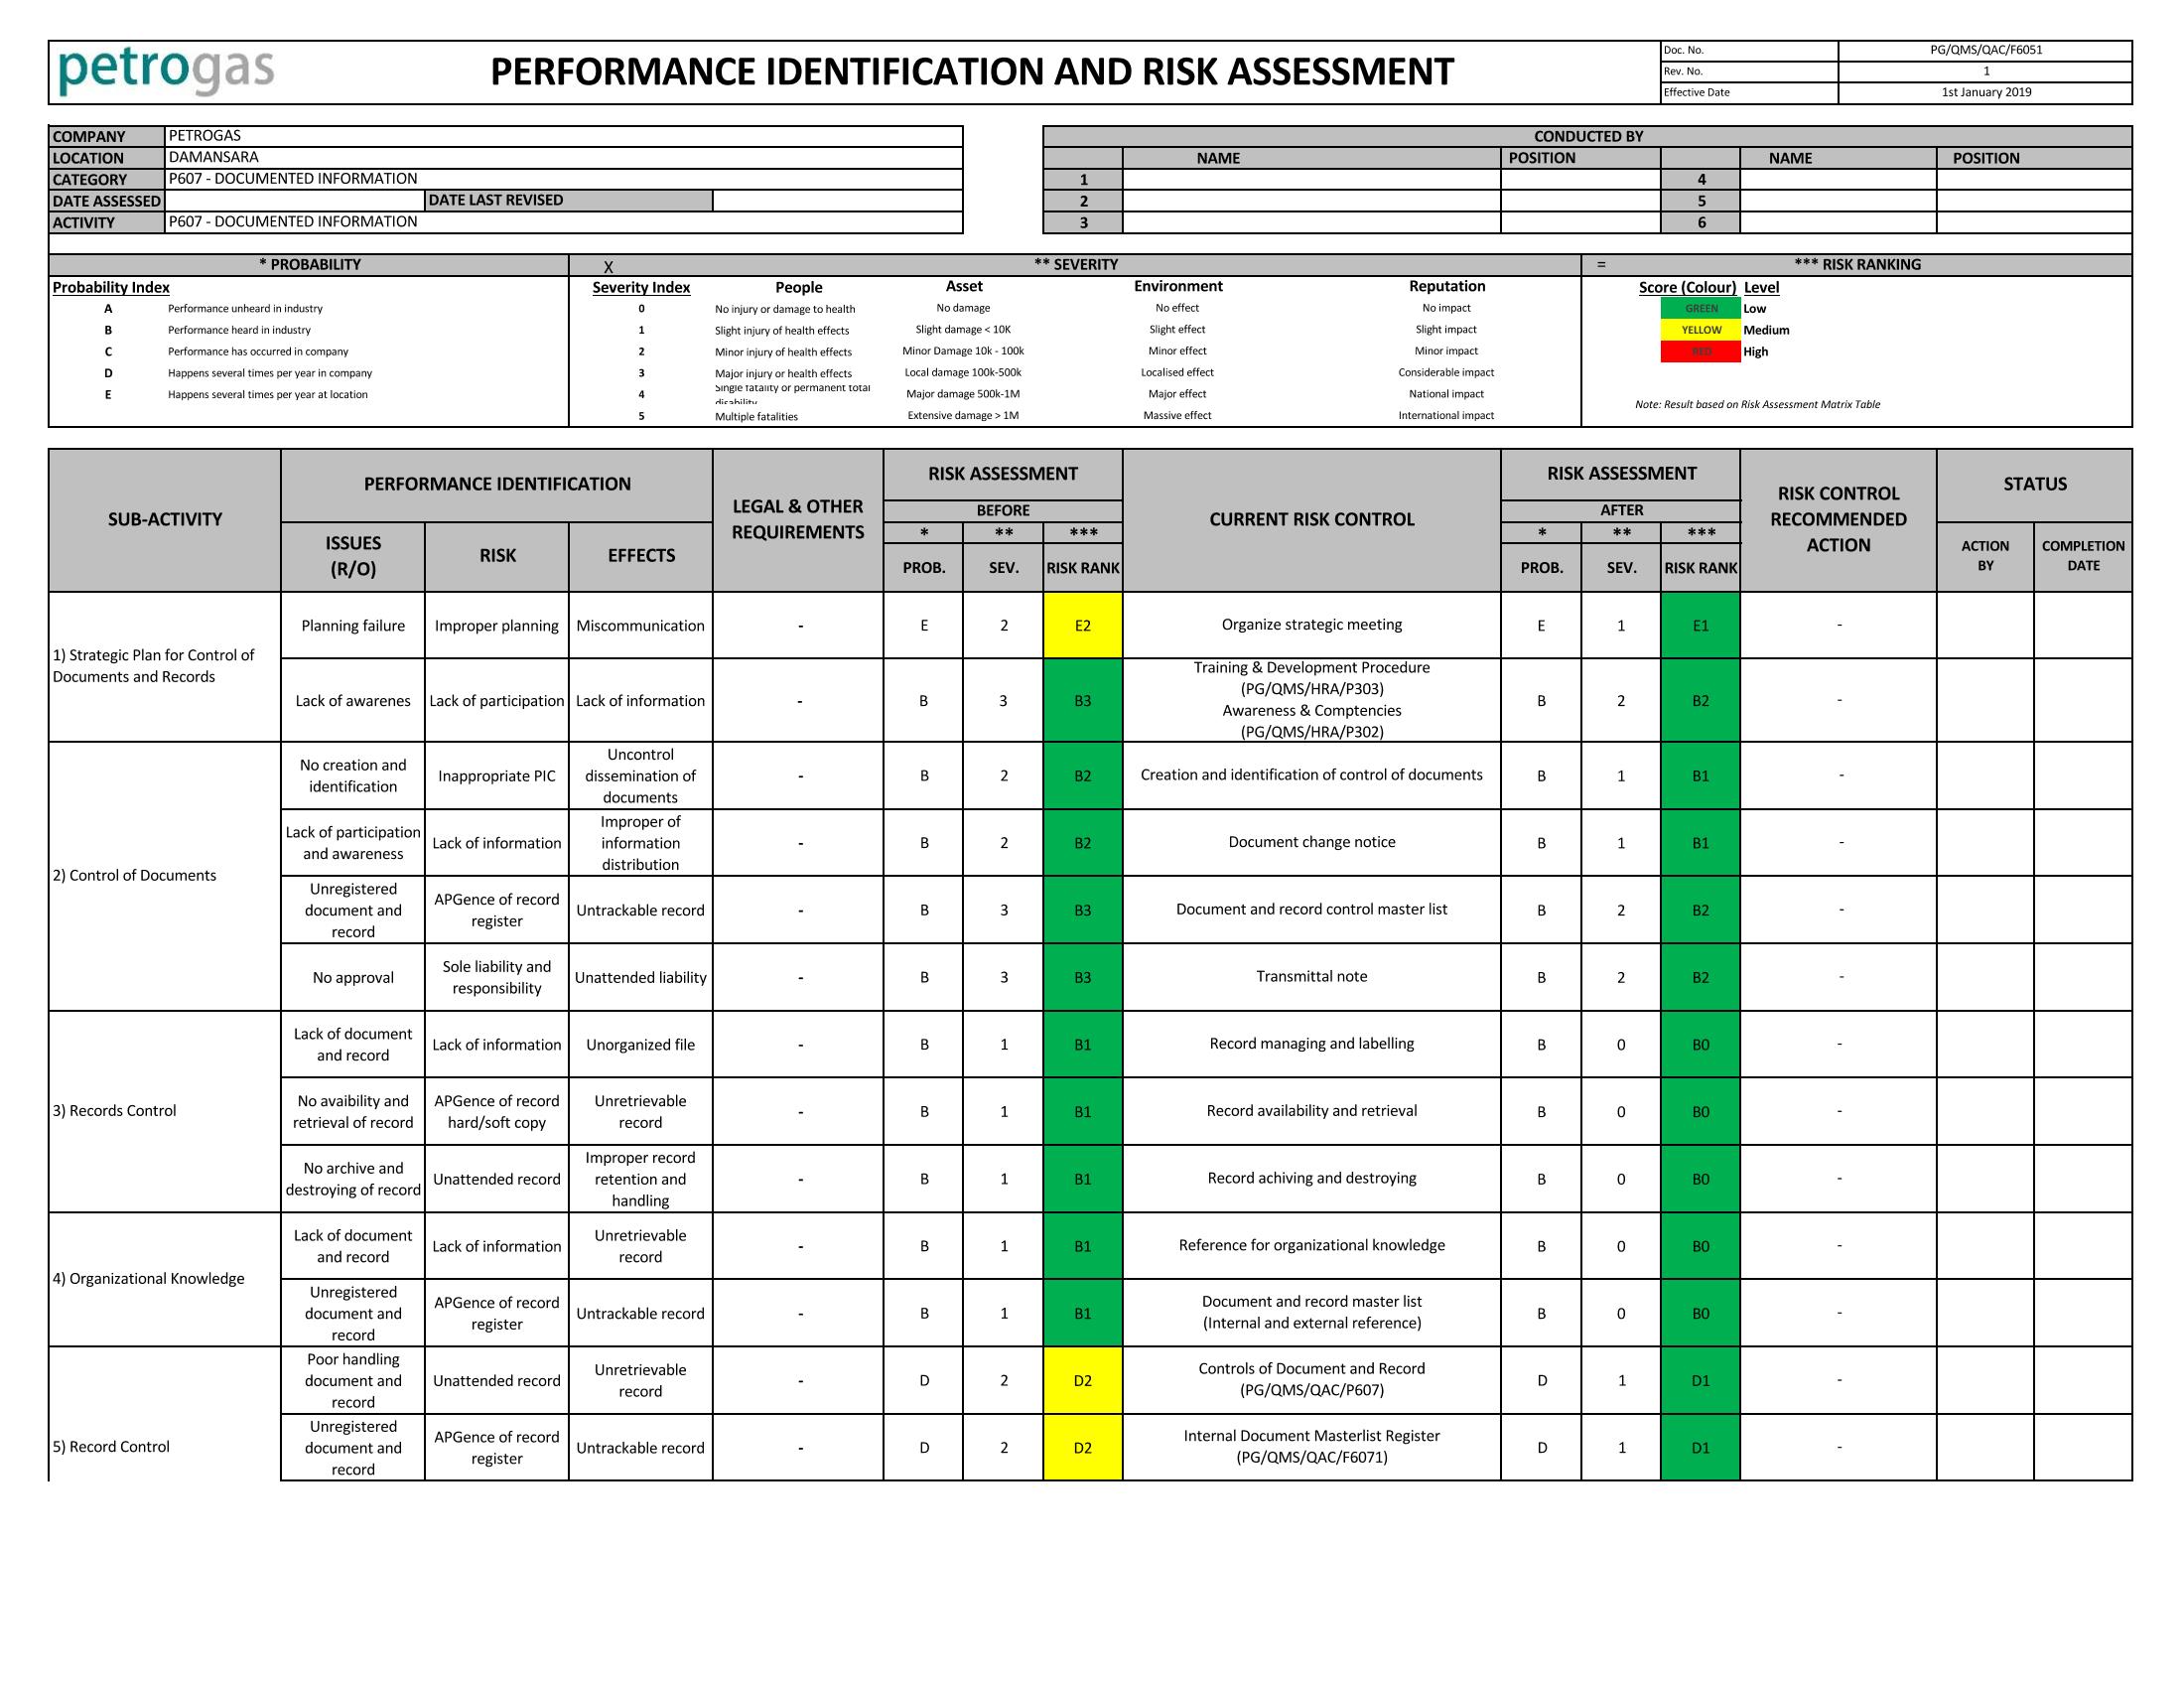 petrogas
PERFORMANCE IDENTIFICATION AND RISK ASSESSMENT
Doc. No. PG/QMS/QAC/F6051
Rev. No. 1
Effective Date 1st January 2019
COMPANY PETROGAS
LOCATION DAMANSARA
CATEGORY P607 - DOCUMENTED INFORMATION
DATE ASSESSED DATE LAST REVISED
ACTIVITY P607 - DOCUMENTED INFORMATION
CONDUCTED BY
NAME POSITION NAME POSITION
1 4
2 5
3 6
* PROBABILITY X ** SEVERITY = *** RISK RANKING
Probability Index Severity Index People Asset Environment Reputation Score (Colour) Level
A Performance unheard in industry 0 No injury or damage to health No damage No effect No impact GREEN Low
B Performance heard in industry 1 Slight injury of health effects Slight damage < 10K Slight effect Slight impact YELLOW Medium
C Performance has occurred in company 2 Minor injury of health effects Minor Damage 10k - 100k Minor effect Minor impact RED High
D Happens several times per year in company 3 Major injury or health effects Local damage 100k-500k Localised effect Considerable impact
E Happens several times per year at location 4 Single fatality or permanent total disability Major damage 500k-1M Major effect National impact
Note: Result based on Risk Assessment Matrix Table
5 Multiple fatalities Extensive damage > 1M Massive effect International impact
SUB-ACTIVITY
PERFORMANCE IDENTIFICATION
ISSUES
(R/O)
RISK
EFFECTS
LEGAL & OTHER
REQUIREMENTS
RISK ASSESSMENT
BEFORE
* ** ***
PROB. SEV. RISK RANK
CURRENT RISK CONTROL
RISK ASSESSMENT
AFTER
* ** ***
PROB. SEV. RISK RANK
RISK CONTROL
RECOMMENDED
ACTION
STATUS
ACTION
BY
COMPLETION
DATE
1) Strategic Plan for Control of
Documents and Records
Planning failure Improper planning Miscommunication - E 2 E2 Organize strategic meeting E 1 E1 -
Lack of awarenes Lack of participation Lack of information - B 3 B3
Training & Development Procedure
(PG/QMS/HRA/P303)
Awareness & Comptencies
(PG/QMS/HRA/P302)
B 2 B2 -
2) Control of Documents
No creation and
identification
Inappropriate PIC
Uncontrol
dissemination of
documents
- B 2 B2 Creation and identification of control of documents B 1 B1 -
Lack of participation
and awareness
Lack of information
Improper of
information
distribution
- B 2 B2 Document change notice B 1 B1 -
Unregistered
document and
record
APGence of record
register
Untrackable record - B 3 B3 Document and record control master list B 2 B2 -
No approval
Sole liability and
responsibility
Unattended liability - B 3 B3 Transmittal note B 2 B2 -
3) Records Control
Lack of document
and record
Lack of information Unorganized file - B 1 B1 Record managing and labelling B 0 B0 -
No avaibility and
retrieval of record
APGence of record
hard/soft copy
Unretrievable
record
- B 1 B1 Record availability and retrieval B 0 B0 -
No archive and
destroying of record
Unattended record
Improper record
retention and
handling
- B 1 B1 Record achiving and destroying B 0 B0 -
4) Organizational Knowledge
Lack of document
and record
Lack of information
Unretrievable
record
- B 1 B1 Reference for organizational knowledge B 0 B0 -
Unregistered
document and
record
APGence of record
register
Untrackable record - B 1 B1
Document and record master list
(Internal and external reference)
B 0 B0 -
5) Record Control
Poor handling
document and
record
Unattended record
Unretrievable
record
- D 2 D2
Controls of Document and Record
(PG/QMS/QAC/P607)
D 1 D1 -
Unregistered
document and
record
APGence of record
register
Untrackable record - D 2 D2
Internal Document Masterlist Register
(PG/QMS/QAC/F6071)
D 1 D1 -